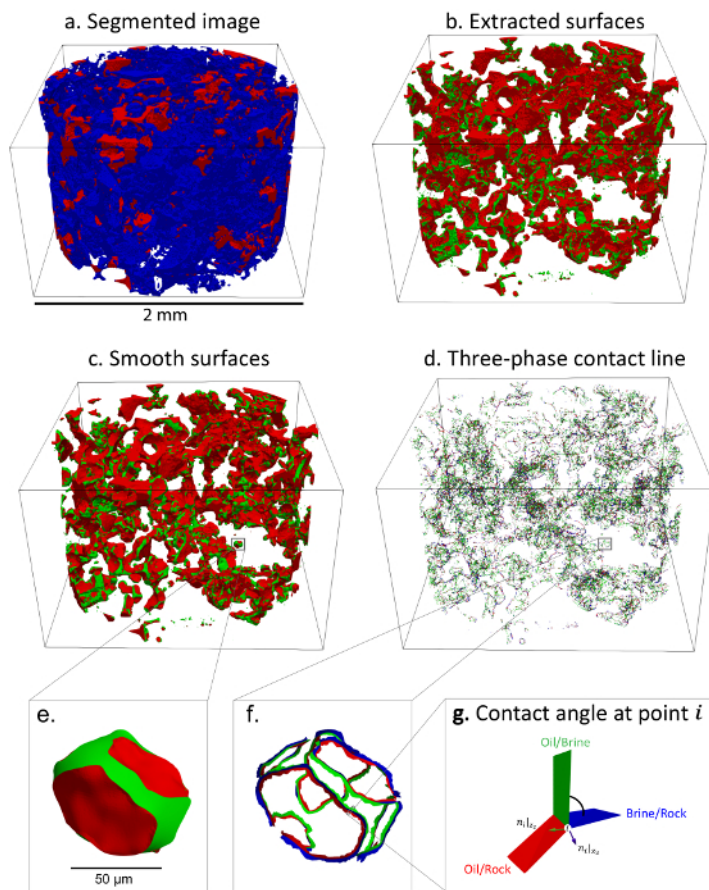 a. Segmented image
b. Extracted surfaces
2 mm
c. Smooth surfaces
d. Three-phase contact line
e.
50 µm
f.
g. Contact angle at point i
Oil/Brine
Brine/Rock
Oil/Rock